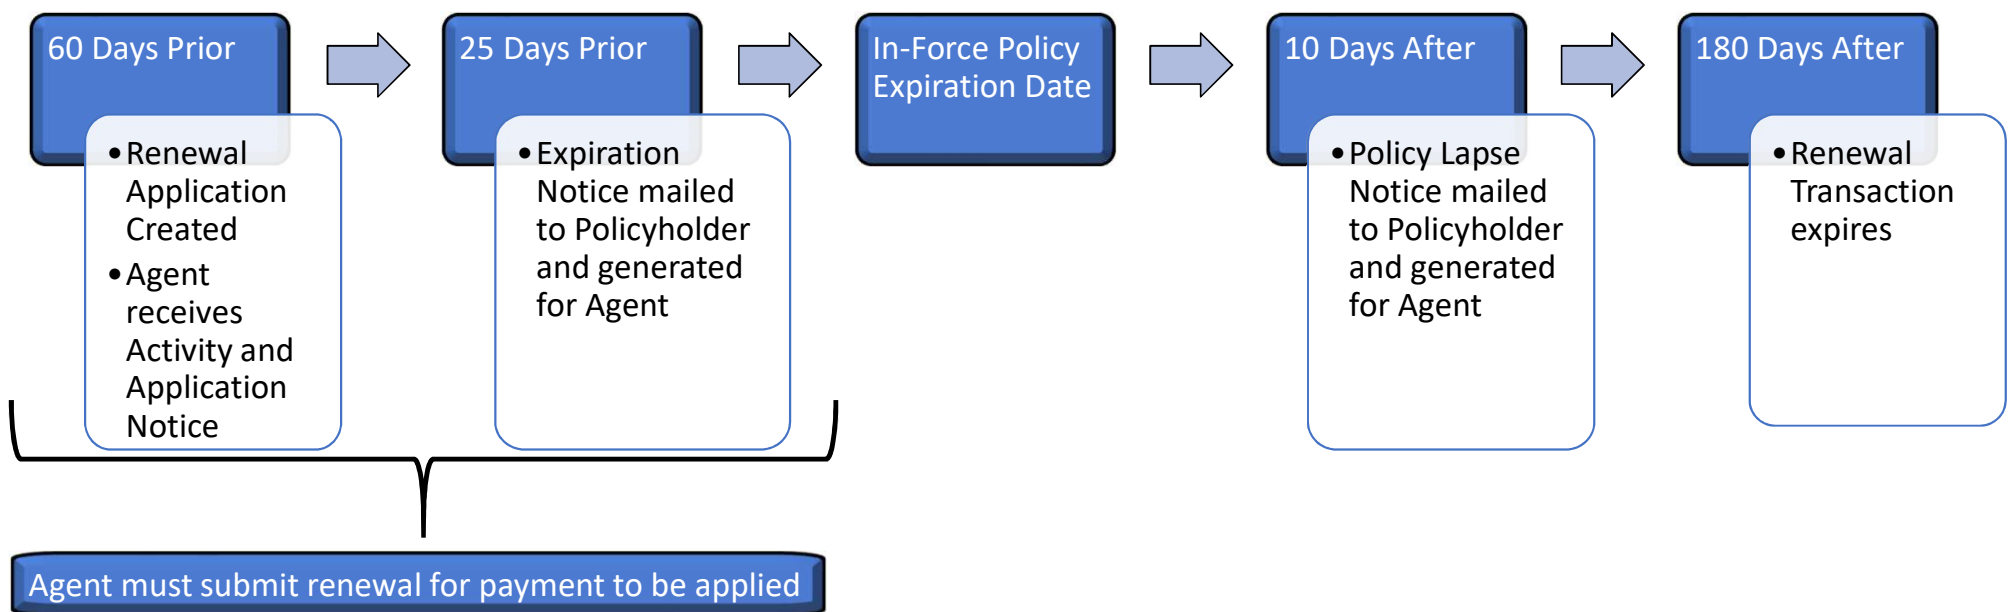 60 Days Prior
•Renewal
Application
Created
•Agent
receives
Activity and
Application
Notice
25 Days Prior
•Expiration
Notice mailed
to Policyholder
and generated
for Agent
In-Force Policy
Expiration Date
10 Days After
•Policy Lapse
Notice mailed
to Policyholder
and generated
for Agent
180 Days After
•Renewal
Transaction
expires
Agent must submit renewal for payment to be applied